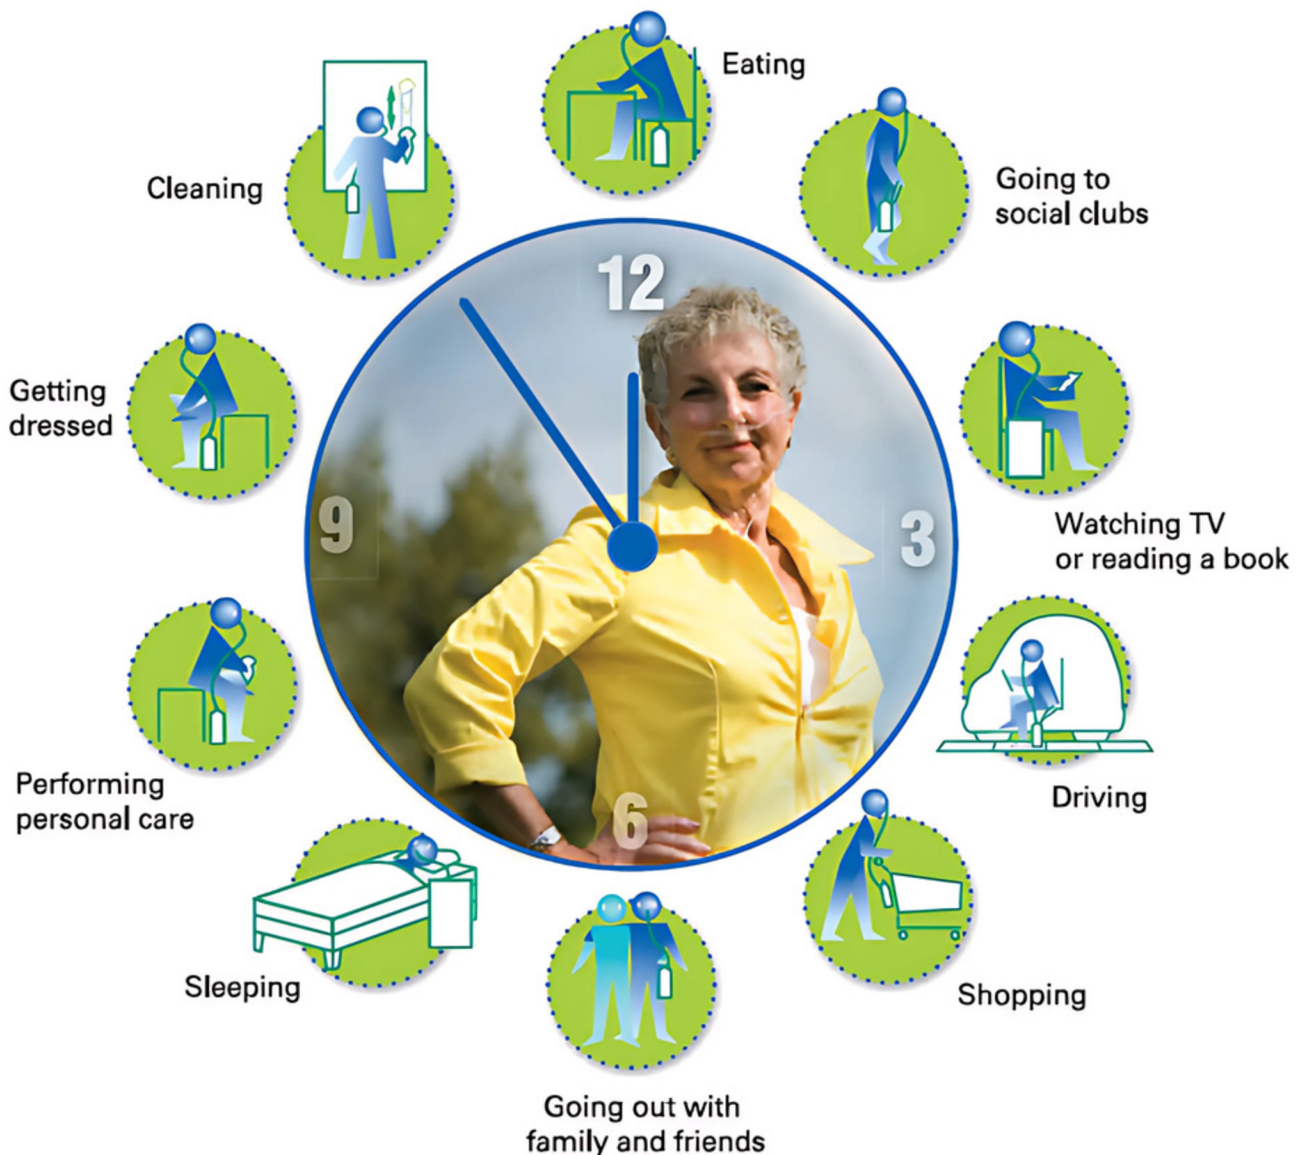 Eating
Cleaning
Going to
social clubs
12
Getting
dressed
9
3
Watching TV
or reading a book
Performing
personal care
6
Driving
Sleeping
Shopping
Going out with
family and friends